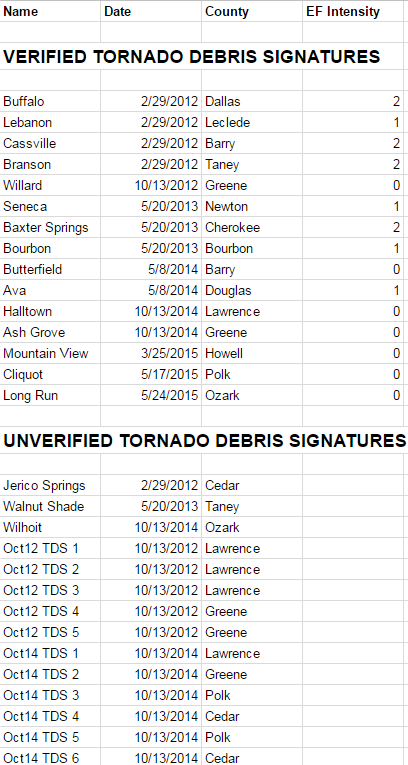 Name Date County EF Intensity
VERIFIED TORNADO DEBRIS SIGNATURES
Buffalo 2/29/2012 Dallas 2
Lebanon 2/29/2012 Leclede 1
Cassville 2/29/2012 Barry 2
Branson 2/29/2012 Taney 2
Willard 10/13/2012 Greene 0
Seneca 5/20/2013 Newton 1
Baxter Springs 5/20/2013 Cherokee 2
Bourbon 5/20/2013 Bourbon 1
Butterfield 5/8/2014 Barry 0
Ava 5/8/2014 Douglas 1
Halltown 10/13/2014 Lawrence 0
Ash Grove 10/13/2014 Greene 0
Mountain View 3/25/2015 Howell 0
Cliquot 5/17/2015 Polk 0
Long Run 5/24/2015 Ozark 0
UNVERIFIED TORNADO DEBRIS SIGNATURES
Jerico Springs 2/29/2012 Cedar
Walnut Shade 5/20/2013 Taney
Wilhoit 10/13/2014 Ozark
Oct12 TDS 1 10/13/2012 Lawrence
Oct12 TDS 2 10/13/2012 Lawrence
Oct12 TDS 3 10/13/2012 Lawrence
Oct12 TDS 4 10/13/2012 Greene
Oct12 TDS 5 10/13/2012 Greene
Oct14 TDS 1 10/13/2014 Lawrence
Oct14 TDS 2 10/13/2014 Greene
Oct14 TDS 3 10/13/2014 Polk
Oct14 TDS 4 10/13/2014 Cedar
Oct14 TDS 5 10/13/2014 Polk
Oct14 TDS 6 10/13/2014 Cedar